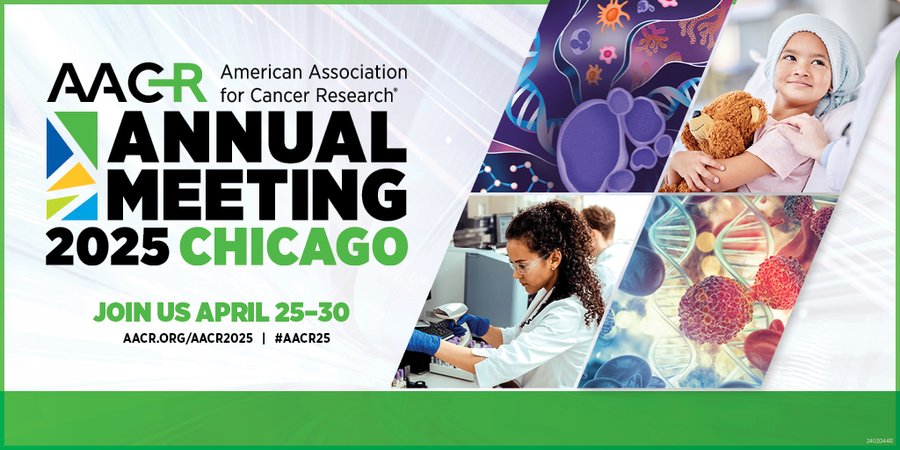 AACR American Association
for Cancer Research®
ANNUAL
MEETING
2025 CHICAGO
JOIN US APRIL 25–30
AACR.ORG/AACR2025 | #AACR25
2402044R